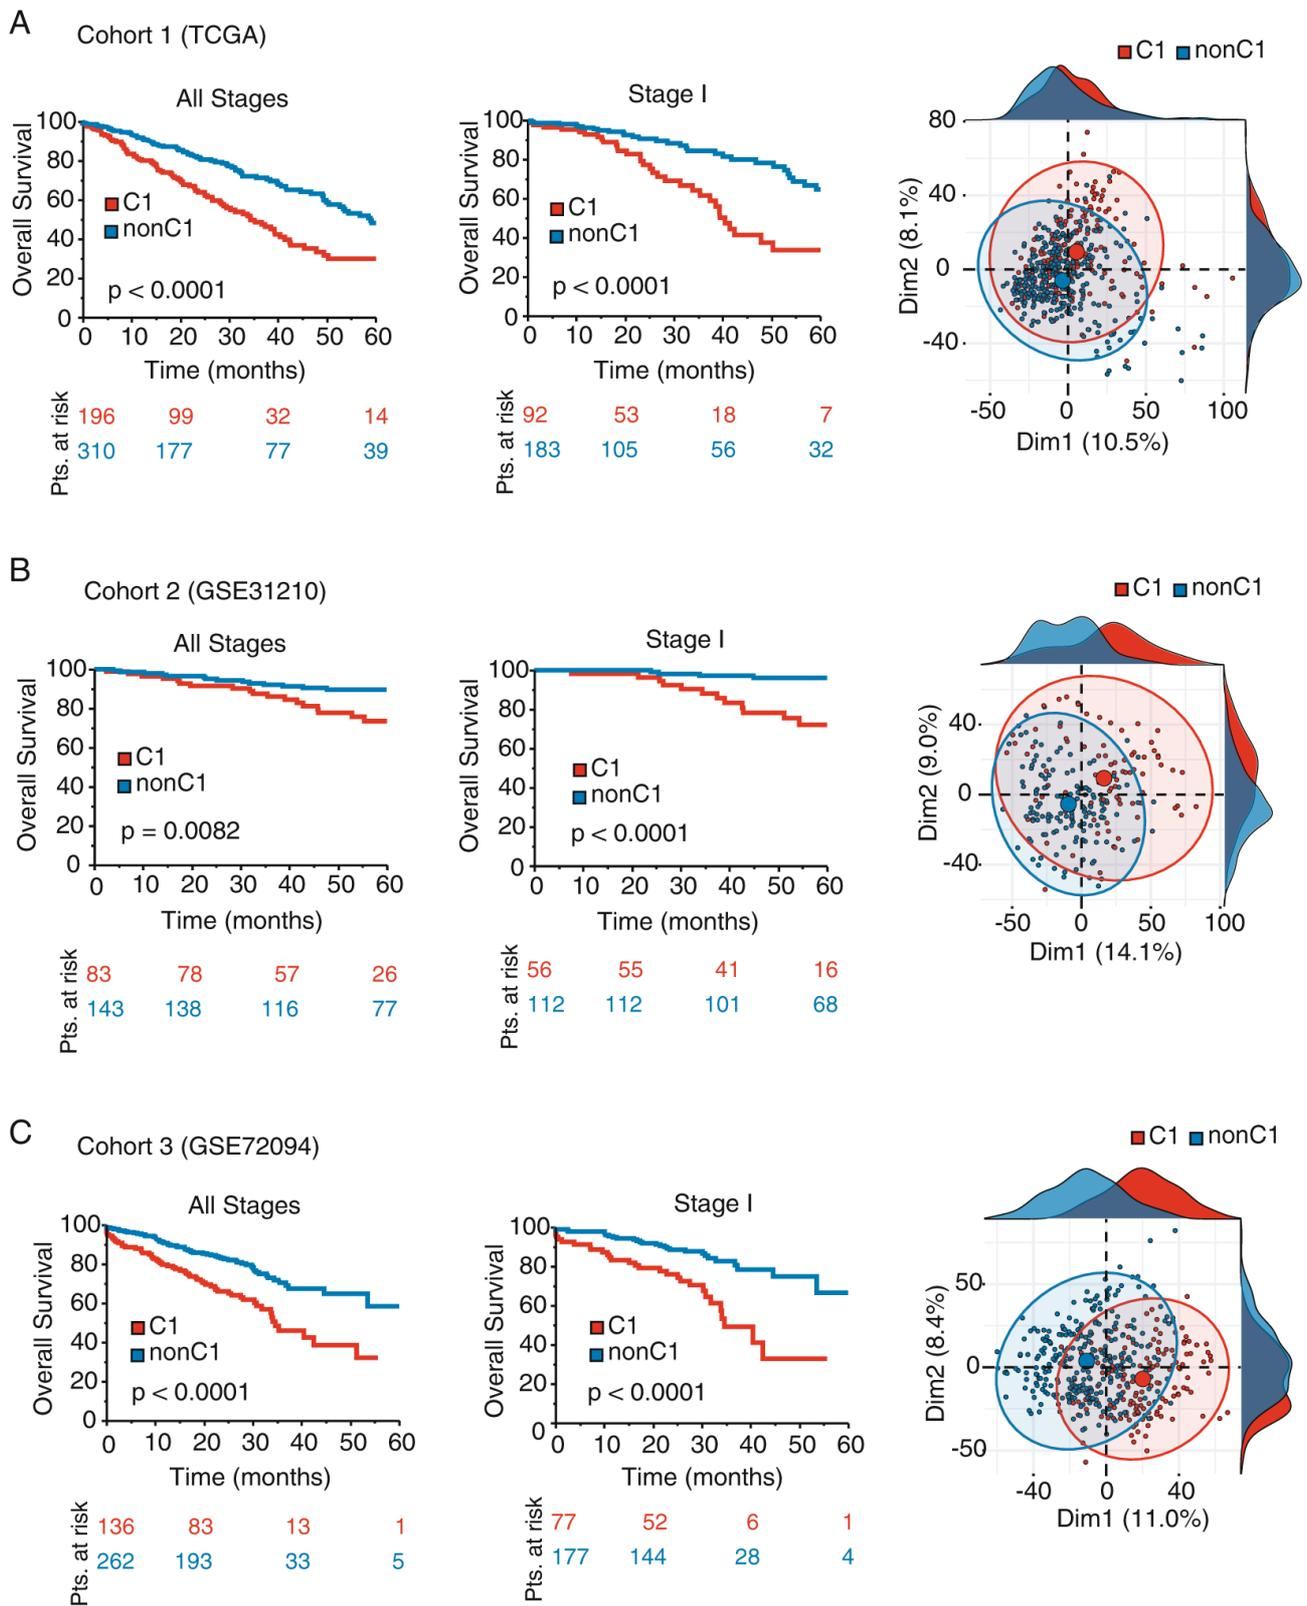 A
Cohort 1 (TCGA)
All Stages
Overall Survival
100
80
60
40
20
0
C1
nonC1
p < 0.0001
0 10 20 30 40 50 60
Time (months)
Pts. at risk
196 99 32 14
310 177 77 39
Stage I
Overall Survival
100
80
60
40
20
0
C1
nonC1
p < 0.0001
0 10 20 30 40 50 60
Time (months)
Pts. at risk
92 53 18 7
183 105 56 32
C1 nonC1
Dim2 (8.1%)
80
40
0
-40
-50 0 50 100
Dim1 (10.5%)
B
Cohort 2 (GSE31210)
All Stages
Overall Survival
100
80
60
40
20
0
C1
nonC1
p = 0.0082
0 10 20 30 40 50 60
Time (months)
Pts. at risk
83 78 57 26
143 138 116 77
Stage I
Overall Survival
100
80
60
40
20
0
C1
nonC1
p < 0.0001
0 10 20 30 40 50 60
Time (months)
Pts. at risk
56 55 41 16
112 112 101 68
C1 nonC1
Dim2 (9.0%)
40
0
-40
-50 0 50 100
Dim1 (14.1%)
C
Cohort 3 (GSE72094)
All Stages
Overall Survival
100
80
60
40
20
0
C1
nonC1
p < 0.0001
0 10 20 30 40 50 60
Time (months)
Pts. at risk
136 83 13 1
262 193 33 5
Stage I
Overall Survival
100
80
60
40
20
0
C1
nonC1
p < 0.0001
0 10 20 30 40 50 60
Time (months)
Pts. at risk
77 52 6 1
177 144 28 4
C1 nonC1
Dim2 (8.4%)
50
0
-50
-40 0 40
Dim1 (11.0%)